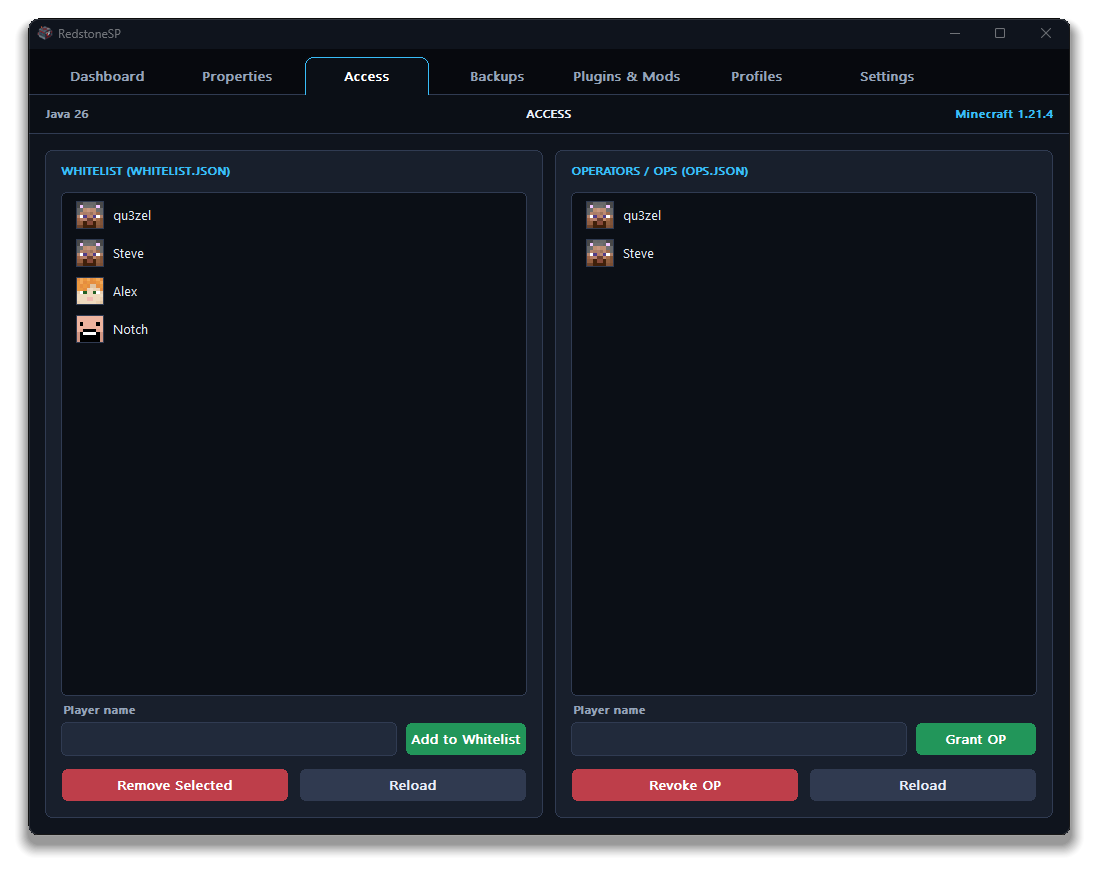 RedstoneSP
Dashboard Properties Access Backups Plugins & Mods Profiles Settings
Java 26 ACCESS Minecraft 1.21.4
WHITELIST (WHITELIST.JSON)
qu3zel
Steve
Alex
Notch
Player name
Add to Whitelist
Remove Selected Reload
OPERATORS / OPS (OPS.JSON)
qu3zel
Steve
Player name
Grant OP
Revoke OP Reload